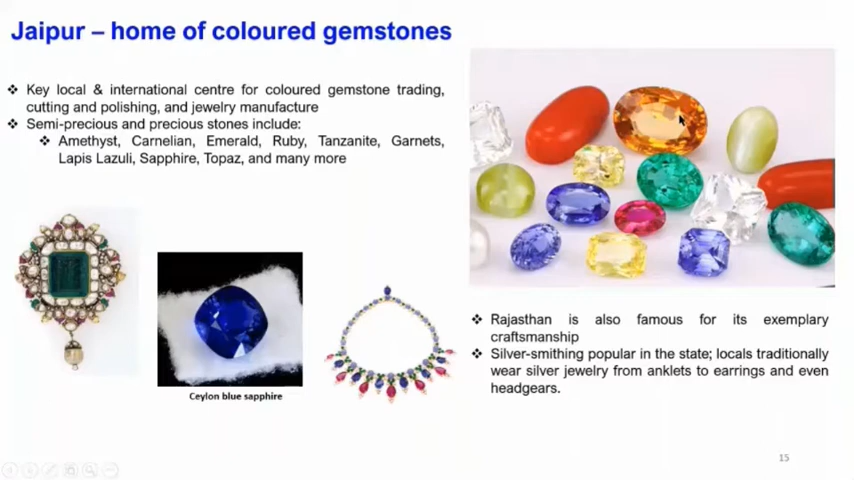 Jaipur – home of coloured gemstones
❖ Key local & international centre for coloured gemstone trading,
cutting and polishing, and jewelry manufacture
❖ Semi-precious and precious stones include:
❖ Amethyst, Carnelian, Emerald, Ruby, Tanzanite, Garnets,
Lapis Lazuli, Sapphire, Topaz, and many more
Ceylon blue sapphire
❖ Rajasthan is also famous for its exemplary
craftsmanship
❖ Silver-smithing popular in the state; locals traditionally
wear silver jewelry from anklets to earrings and even
headgears.
15